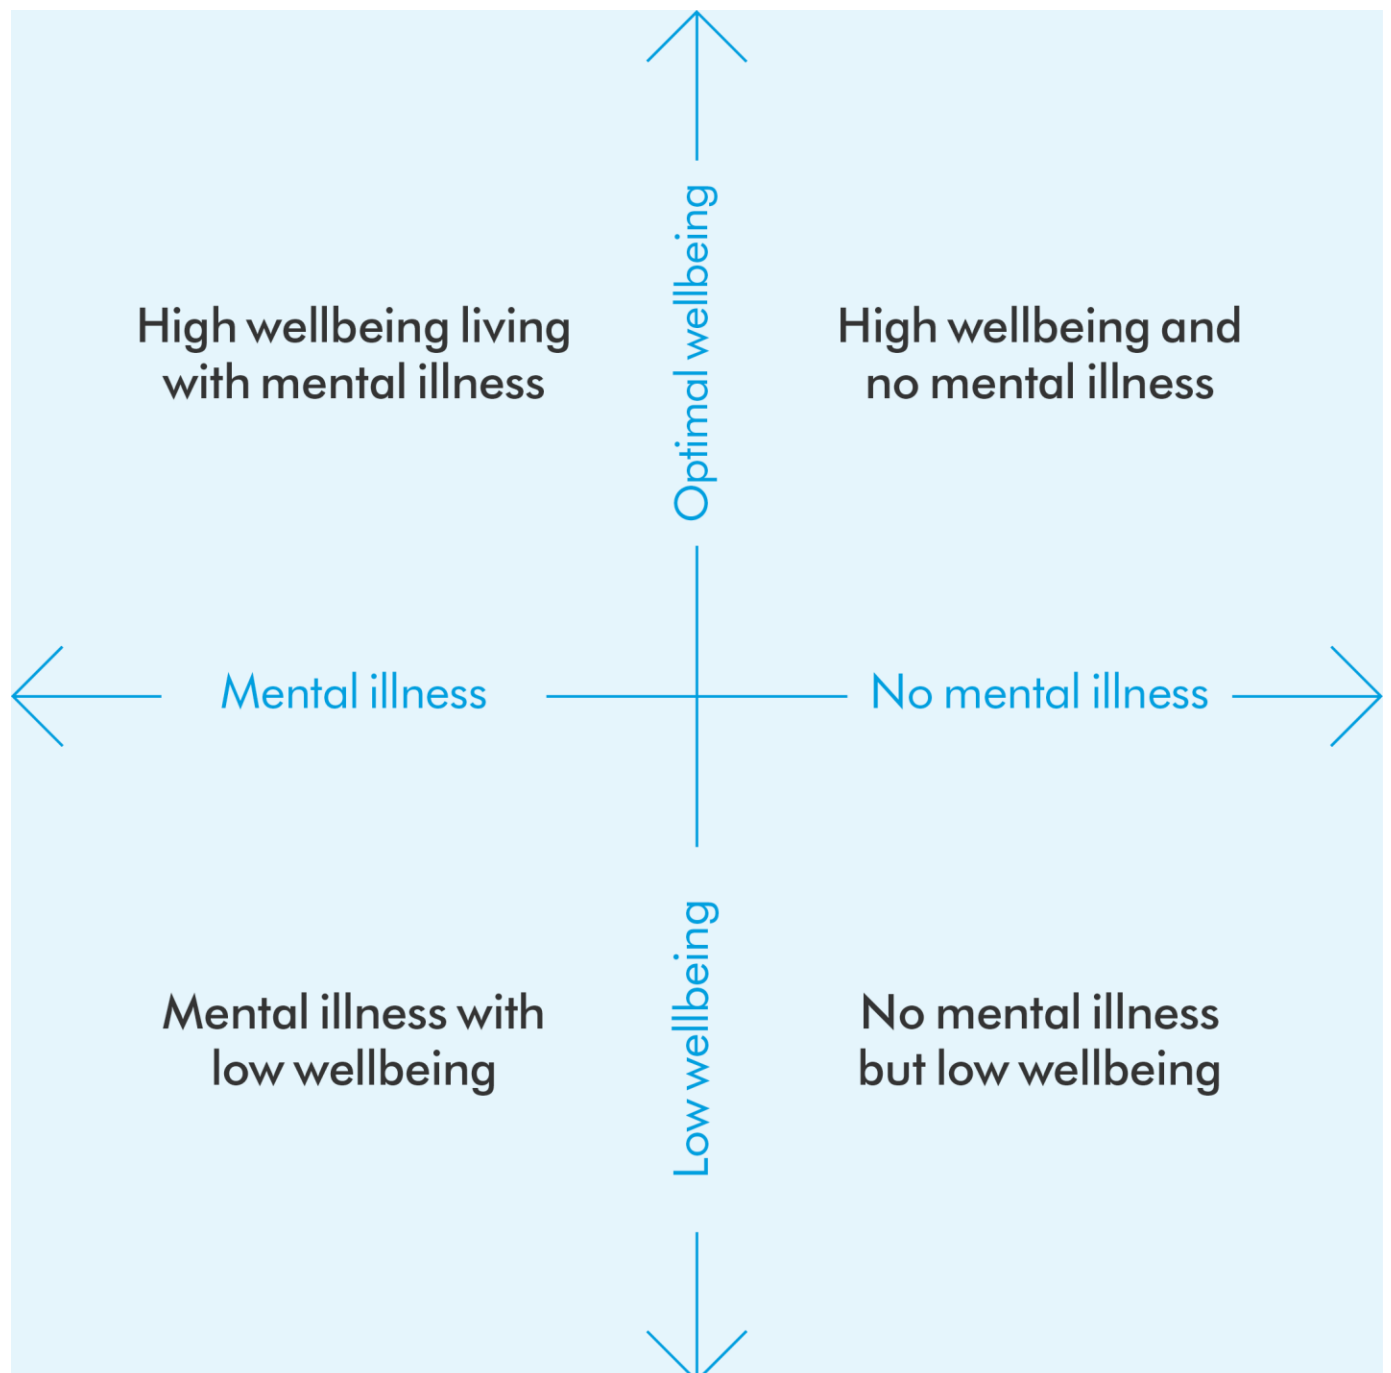 Optimal wellbeing
High wellbeing living
with mental illness
High wellbeing and
no mental illness
Mental illness
No mental illness
Low wellbeing
Mental illness with
low wellbeing
No mental illness
but low wellbeing